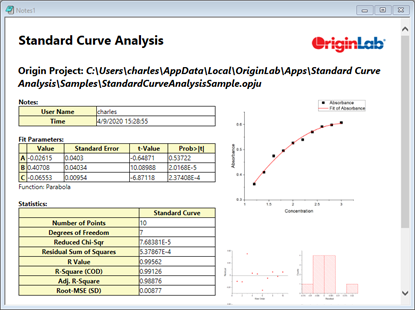 Notes1
Standard Curve Analysis
OriginLab
Origin Project: C:\Users\charles\AppData\Local\OriginLab\Apps\Standard Curve
Analysis\Samples\StandardCurveAnalysisSample.opju
Notes:
User Name charles
Time 4/9/2020 15:28:55
Fit Parameters:
Value Standard Error t-Value Prob>|t|
A -0.02615 0.0403 -0.64871 0.53722
B 0.40708 0.04034 10.08988 2.0168E-5
C -0.06553 0.00954 -6.87118 2.37408E-4
Function: Parabola
Statistics:
Standard Curve
Number of Points 10
Degrees of Freedom 7
Reduced Chi-Sqr 7.68381E-5
Residual Sum of Squares 5.37867E-4
R Value 0.99562
R-Square (COD) 0.99126
Adj. R-Square 0.98876
Root-MSE (SD) 0.00877
Absorbance
Fit of Absorbance
Absorbance
Concentration